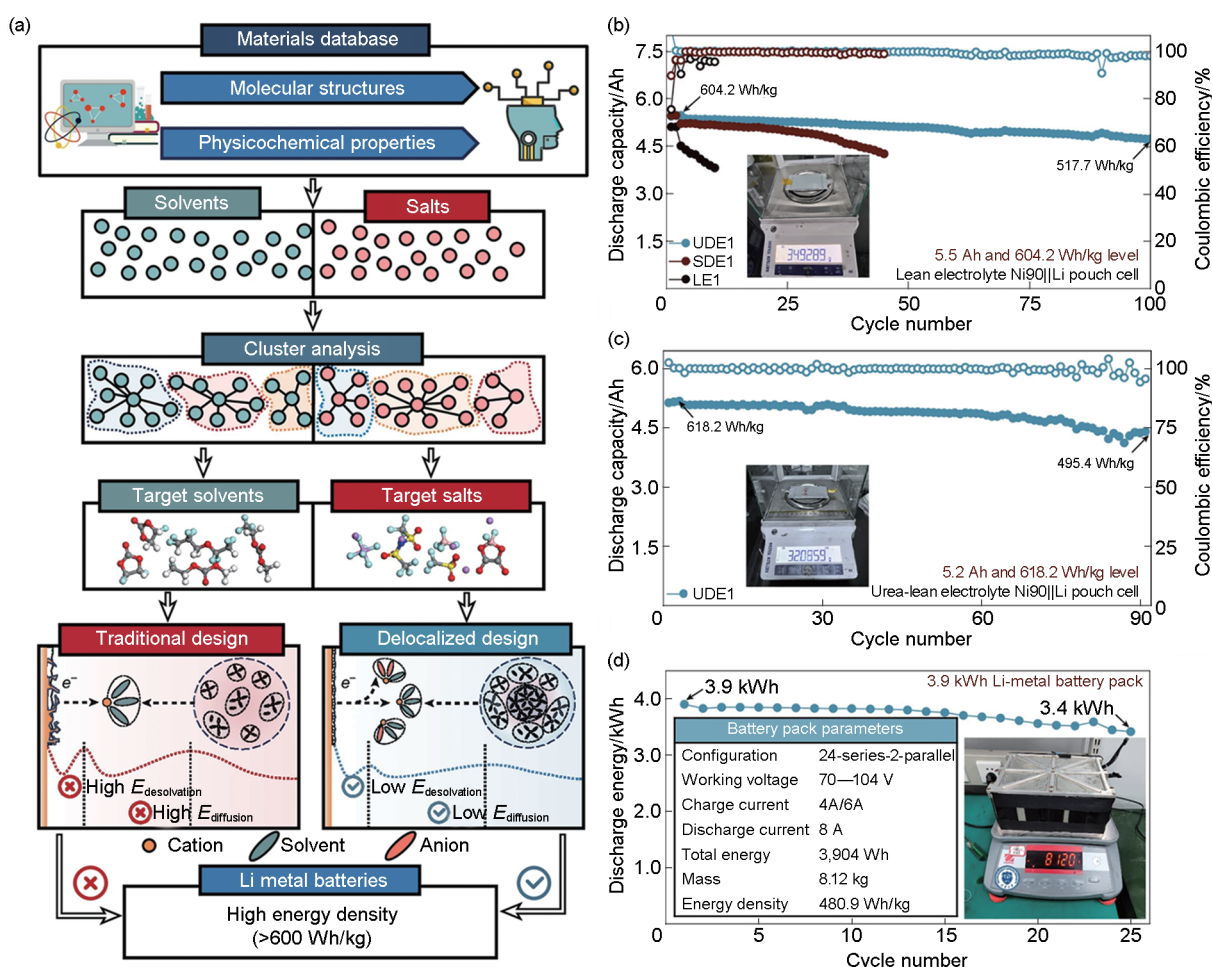 (a)
Materials database
Molecular structures
Physicochemical properties
Solvents
Salts
Cluster analysis
Target solvents
Target salts
Traditional design
Delocalized design
e−
e−
High Edesolvation
High Ediffusion
Low Edesolvation
Low Ediffusion
Cation
Solvent
Anion
Li metal batteries
High energy density
(>600 Wh/kg)
(b)
Discharge capacity/Ah
7.5
6.0
4.5
3.0
1.5
604.2 Wh/kg
517.7 Wh/kg
34.9289
UDE1
SDE1
LE1
5.5 Ah and 604.2 Wh/kg level
Lean electrolyte Ni90||Li pouch cell
100
80
60
40
20
0
Coulombic efficiency/%
0
25
50
75
100
Cycle number
(c)
Discharge capacity/Ah
6.0
4.5
3.0
1.5
618.2 Wh/kg
495.4 Wh/kg
32.0859
UDE1
5.2 Ah and 618.2 Wh/kg level
Urea-lean electrolyte Ni90||Li pouch cell
100
75
50
25
0
Coulombic efficiency/%
0
30
60
90
Cycle number
(d)
Discharge energy/kWh
4.0
3.0
2.0
1.0
3.9 kWh
3.9 kWh Li-metal battery pack
3.4 kWh
Battery pack parameters
Configuration 24-series-2-parallel
Working voltage 70—104 V
Charge current 4A/6A
Discharge current 8 A
Total energy 3,904 Wh
Mass 8.12 kg
Energy density 480.9 Wh/kg
8.120
0
5
10
15
20
25
Cycle number